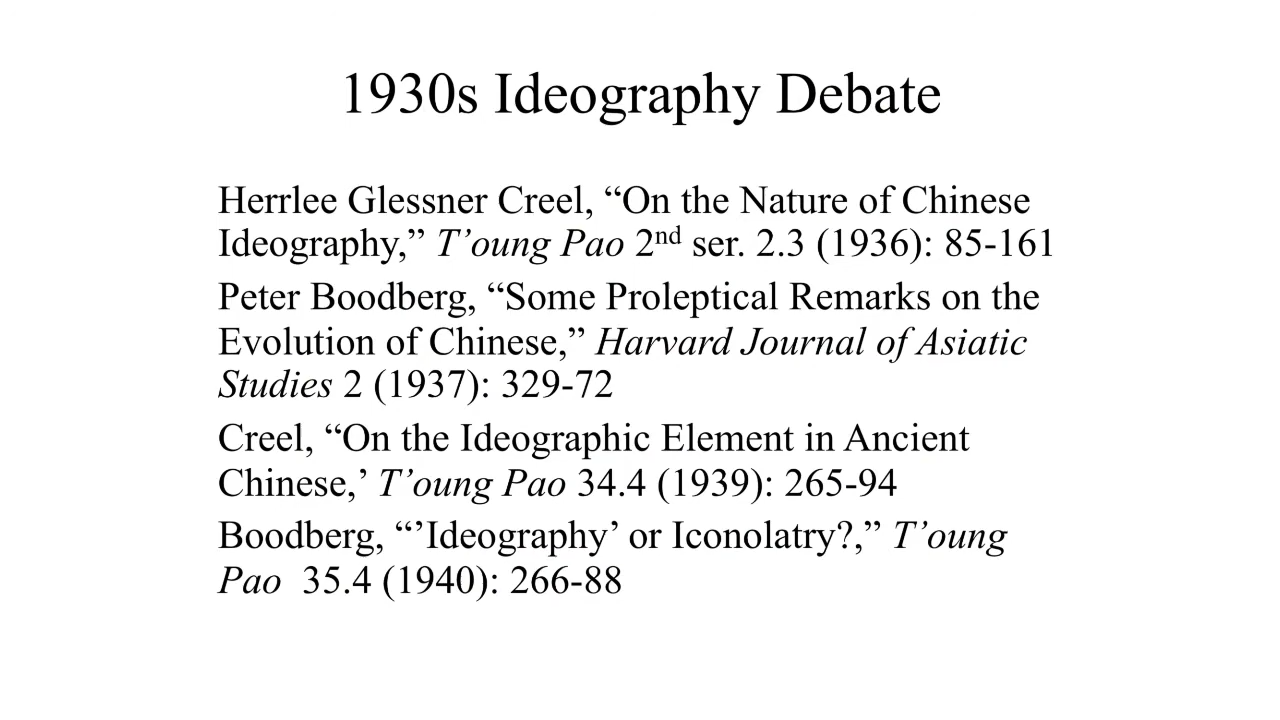 1930s Ideography Debate
Herrlee Glessner Creel, “On the Nature of Chinese
Ideography,” T’oung Pao 2nd ser. 2.3 (1936): 85-161
Peter Boodberg, “Some Proleptical Remarks on the
Evolution of Chinese,” Harvard Journal of Asiatic
Studies 2 (1937): 329-72
Creel, “On the Ideographic Element in Ancient
Chinese,’ T’oung Pao 34.4 (1939): 265-94
Boodberg, “’Ideography’ or Iconolatry?,” T’oung
Pao 35.4 (1940): 266-88